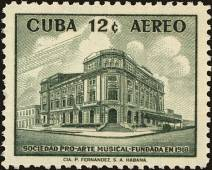 CUBA 12¢ AEREO
SOCIEDAD PRO-ARTE MUSICAL-FUNDADA EN 1918
CIA. P. FERNANDEZ, S. A. HABANA